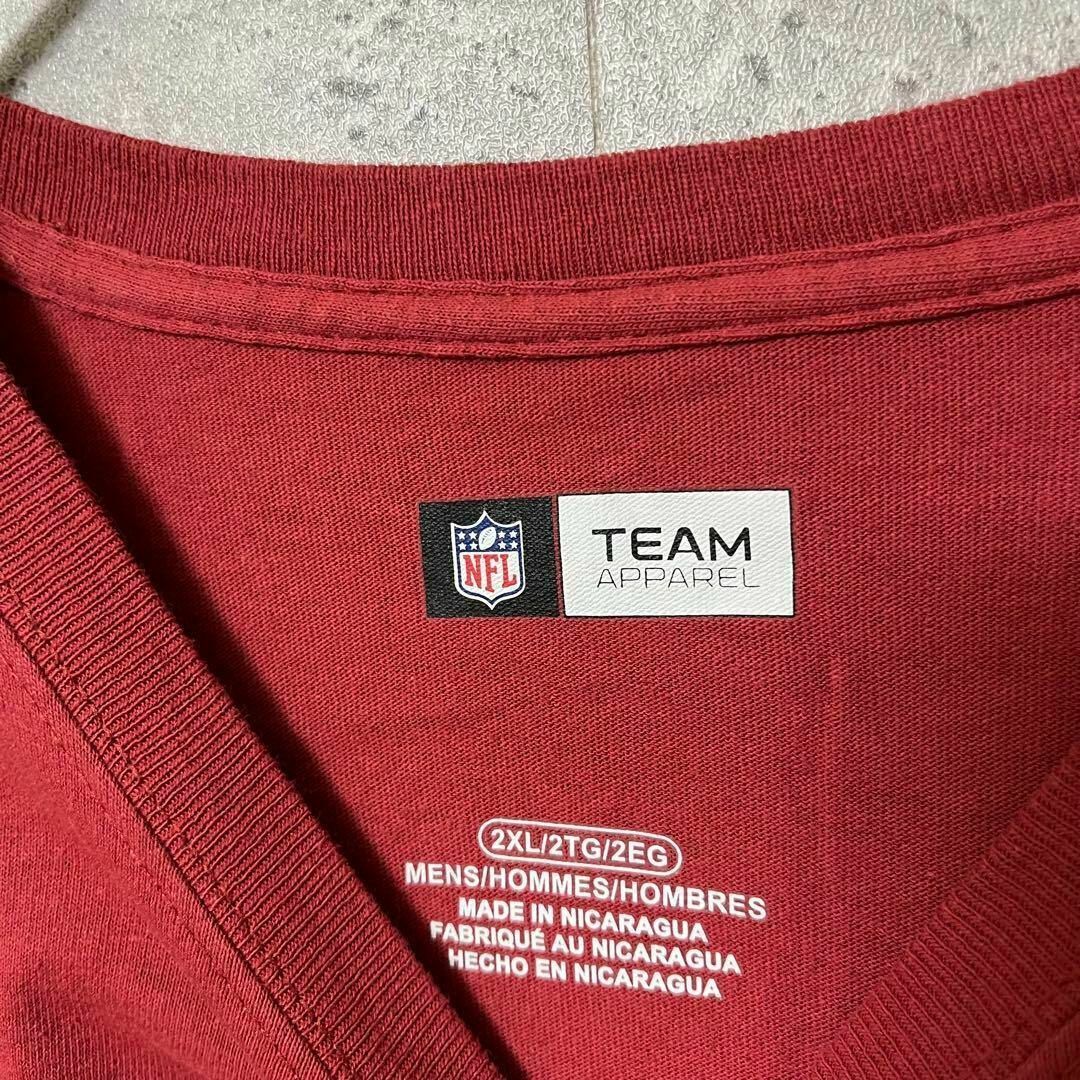 NFL
TEAM
APPAREL
2XL/2TG/2EG
MENS/HOMMES/HOMBRES
MADE IN NICARAGUA
FABRIQUÉ AU NICARAGUA
HECHO EN NICARAGUA